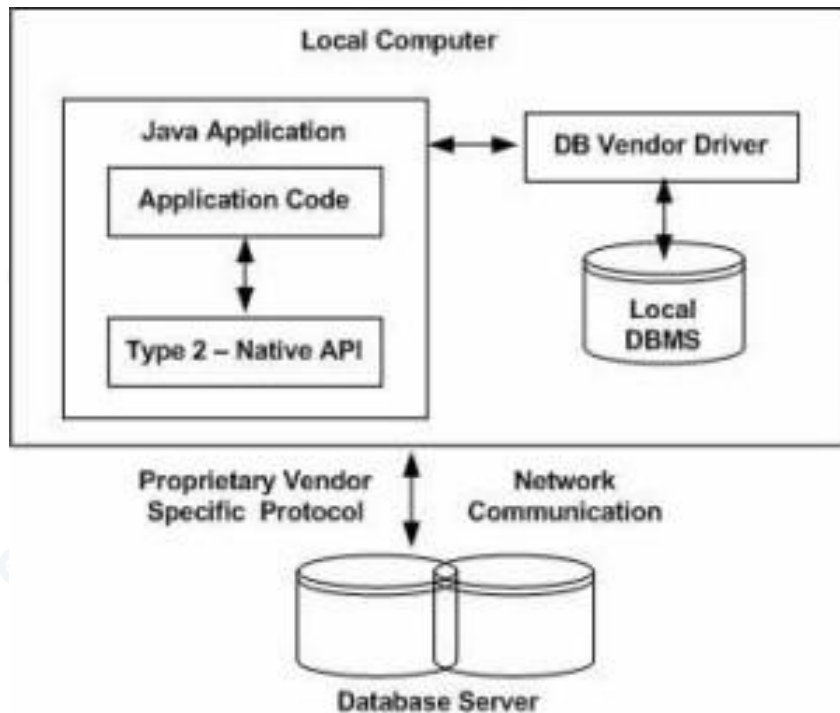 Local Computer
Java Application
DB Vendor Driver
Application Code
Type 2 – Native API
Local
DBMS
Proprietary Vendor
Specific Protocol
Network
Communication
Database Server